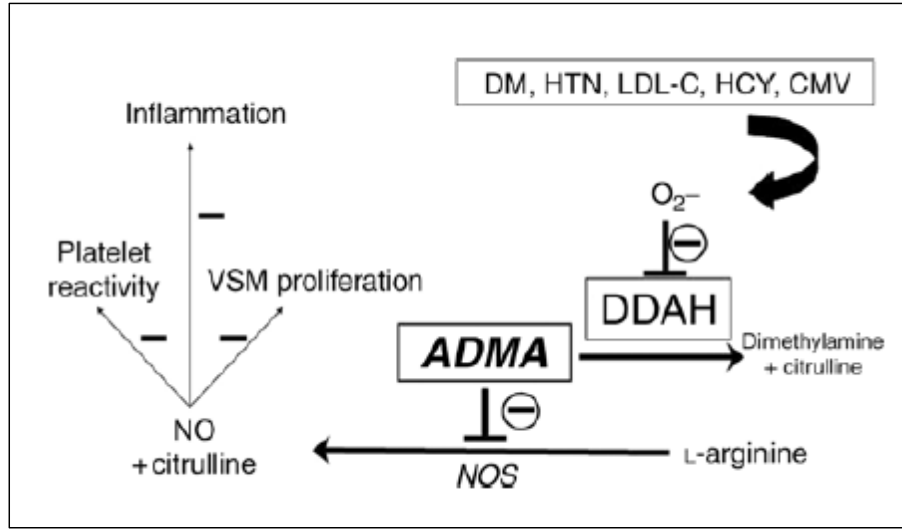 DM, HTN, LDL-C, HCY, CMV
Inflammation
O₂–
Platelet
reactivity
VSM proliferation
DDAH
ADMA
Dimethylamine
+ citrulline
NO
+citrulline
NOS
L-arginine